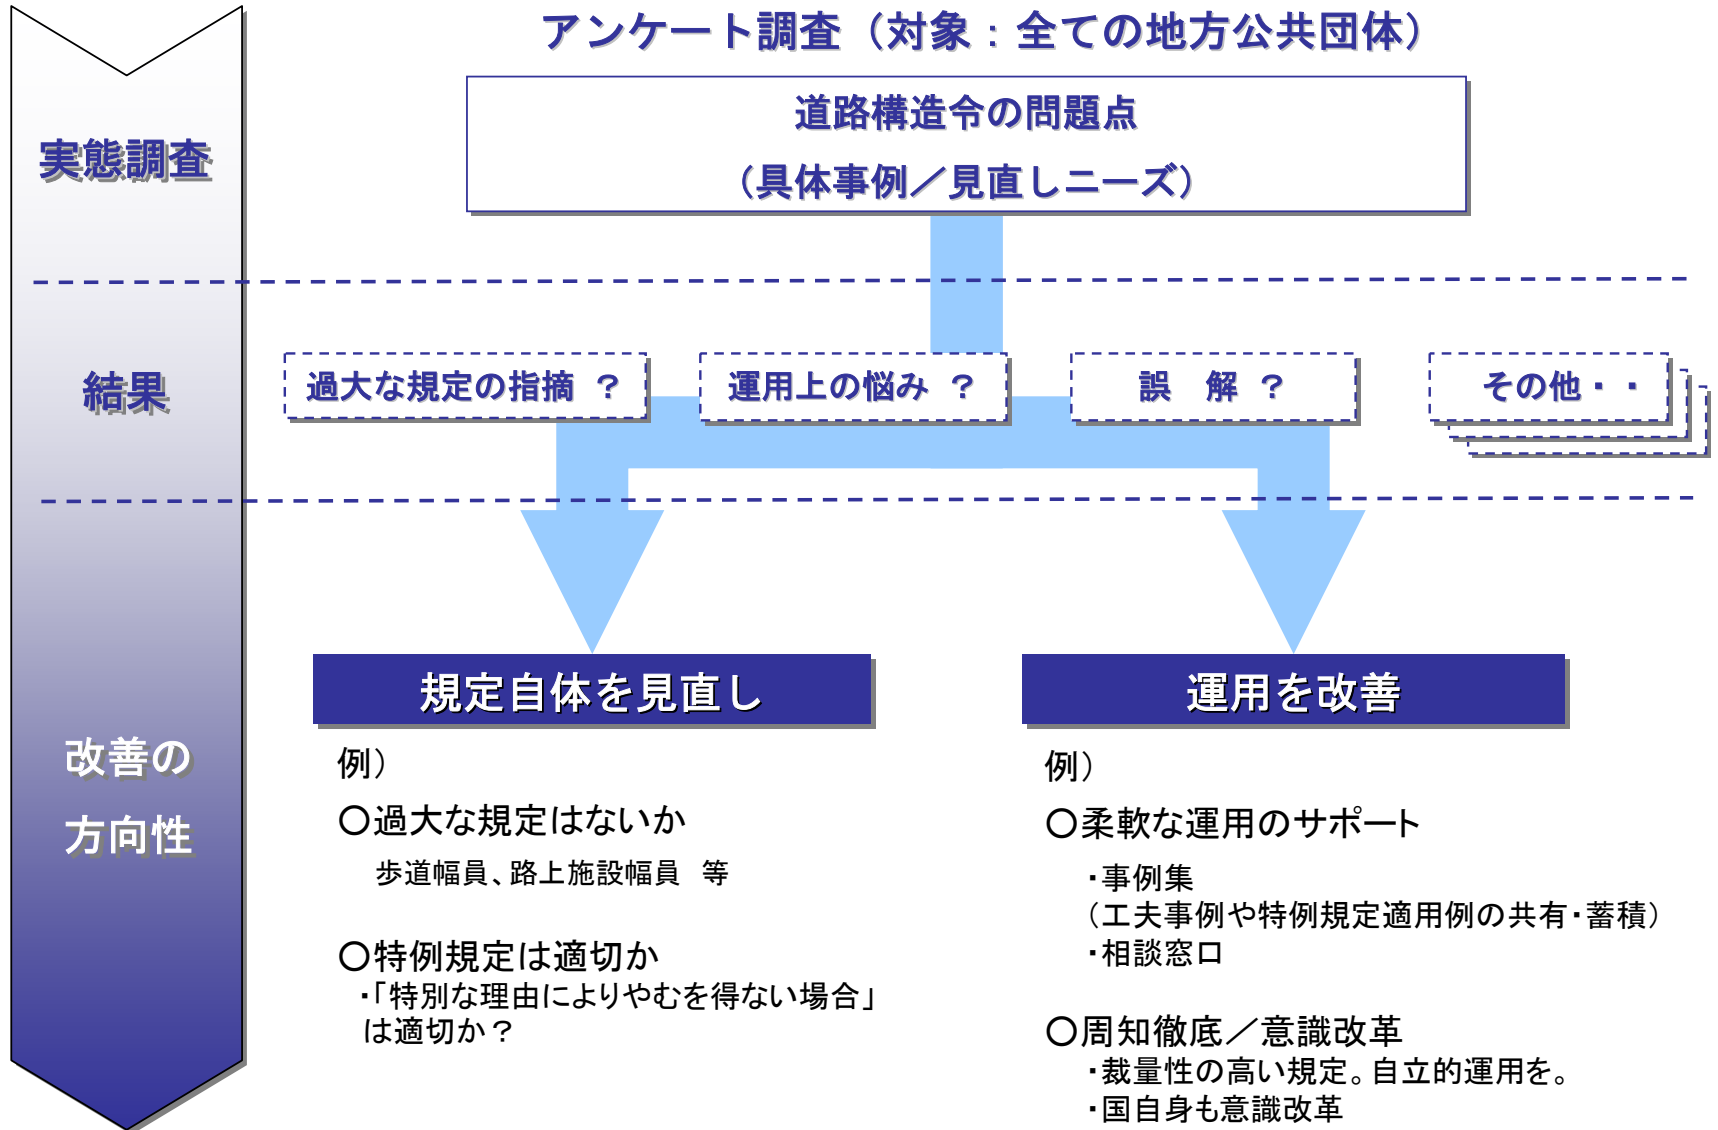 アンケート調査（対象：全ての地方公共団体）
道路構造令の問題点
（具体事例／見直しニーズ）
実態調査
結果
過大な規定の指摘　？
運用上の悩み　？
誤　解　？
その他・・
改善の
方向性
規定自体を見直し
例）
○過大な規定はないか
歩道幅員、路上施設幅員　等
○特例規定は適切か
・「特別な理由によりやむを得ない場合」
は適切か？
運用を改善
例）
○柔軟な運用のサポート
・事例集
（工夫事例や特例規定適用例の共有・蓄積）
・相談窓口
○周知徹底／意識改革
・裁量性の高い規定。自立的運用を。
・国自身も意識改革